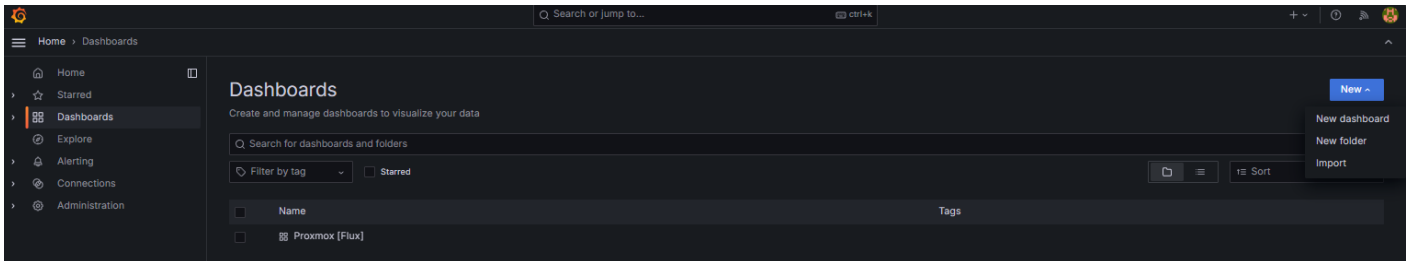 Search or jump to... ctrl+k
Home › Dashboards
Home
Starred
Dashboards
Explore
Alerting
Connections
Administration
Dashboards
Create and manage dashboards to visualize your data
New
New dashboard
New folder
Import
Search for dashboards and folders
Filter by tag Starred Sort
Name Tags
Proxmox [Flux]